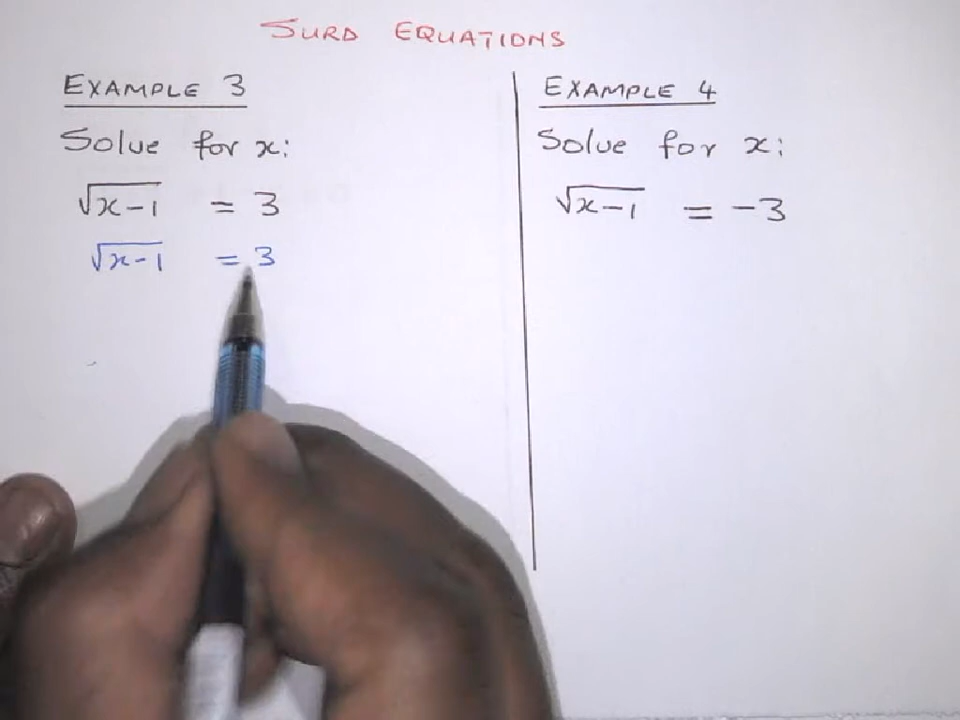 SURD EQUATIONS
EXAMPLE 3
Solve for x:
√x-1 = 3
√x-1 = 3
EXAMPLE 4
Solve for x:
√x-1 = -3